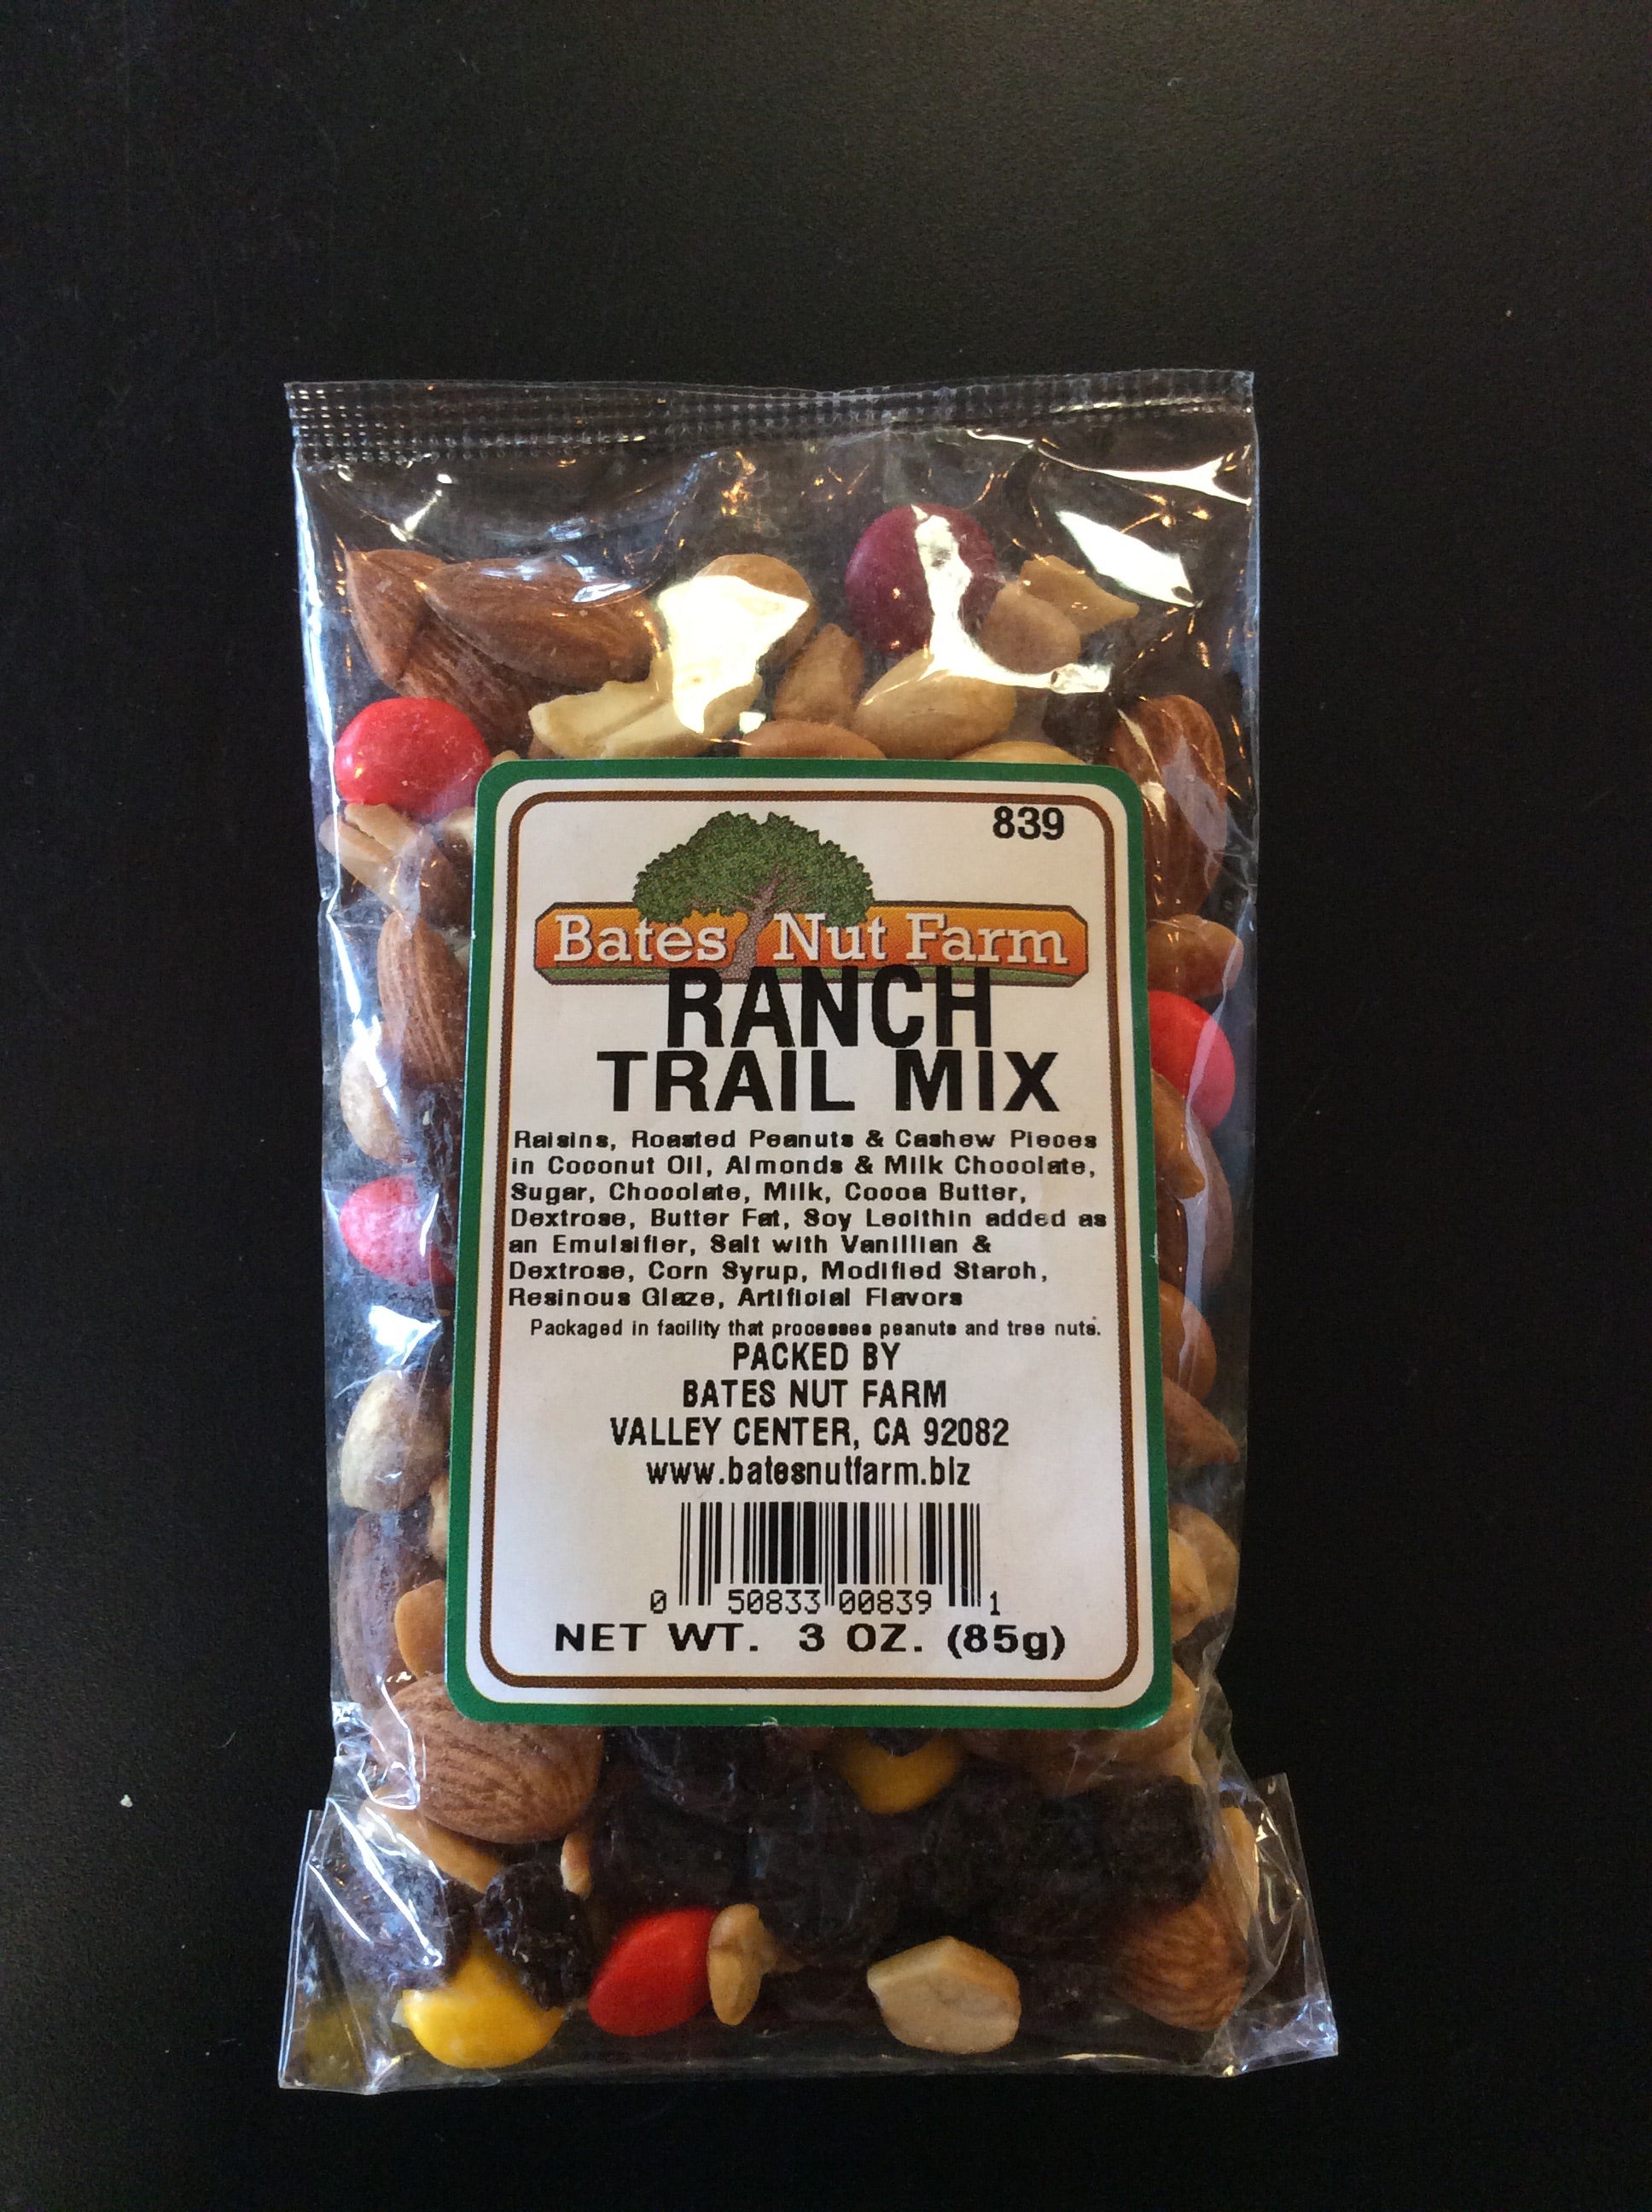 839
Bates Nut Farm
RANCH
TRAIL MIX
Raisins, Roasted Peanuts & Cashew Pieces
in Coconut Oil, Almonds & Milk Chocolate,
Sugar, Chocolate, Milk, Cocoa Butter,
Dextrose, Butter Fat, Soy Lecithin added as
an Emulsifier, Salt with Vanillian &
Dextrose, Corn Syrup, Modified Starch,
Resinous Glaze, Artificial Flavors
Packaged in facility that processes peanuts and tree nuts.
PACKED BY
BATES NUT FARM
VALLEY CENTER, CA 92082
www.batesnutfarm.biz
0 50833 00839 1
NET WT. 3 OZ. (85g)